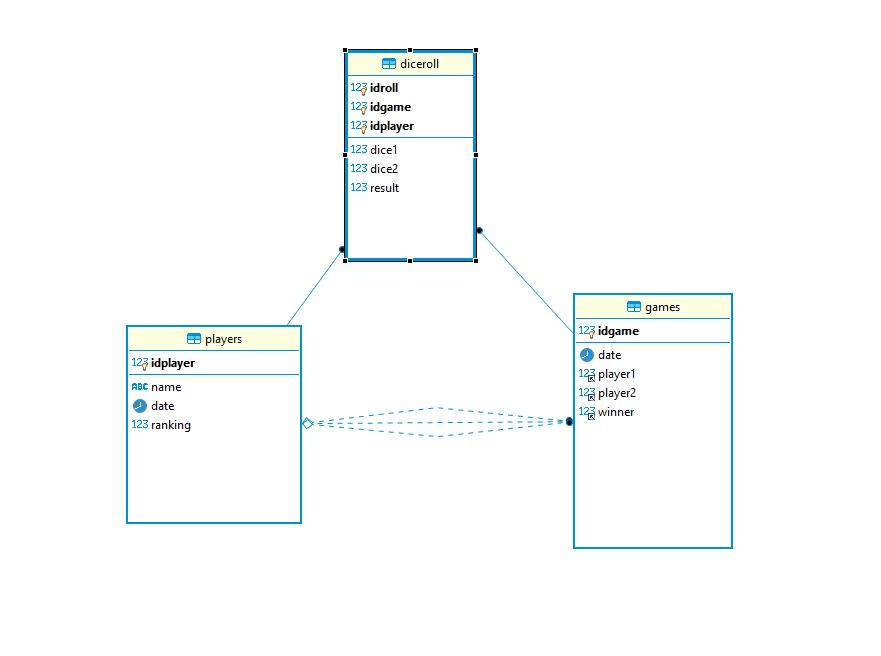 diceroll
123 idroll
123 idgame
123 idplayer
123 dice1
123 dice2
123 result
players
123 idplayer
ABC name
date
123 ranking
games
123 idgame
date
123 player1
123 player2
123 winner